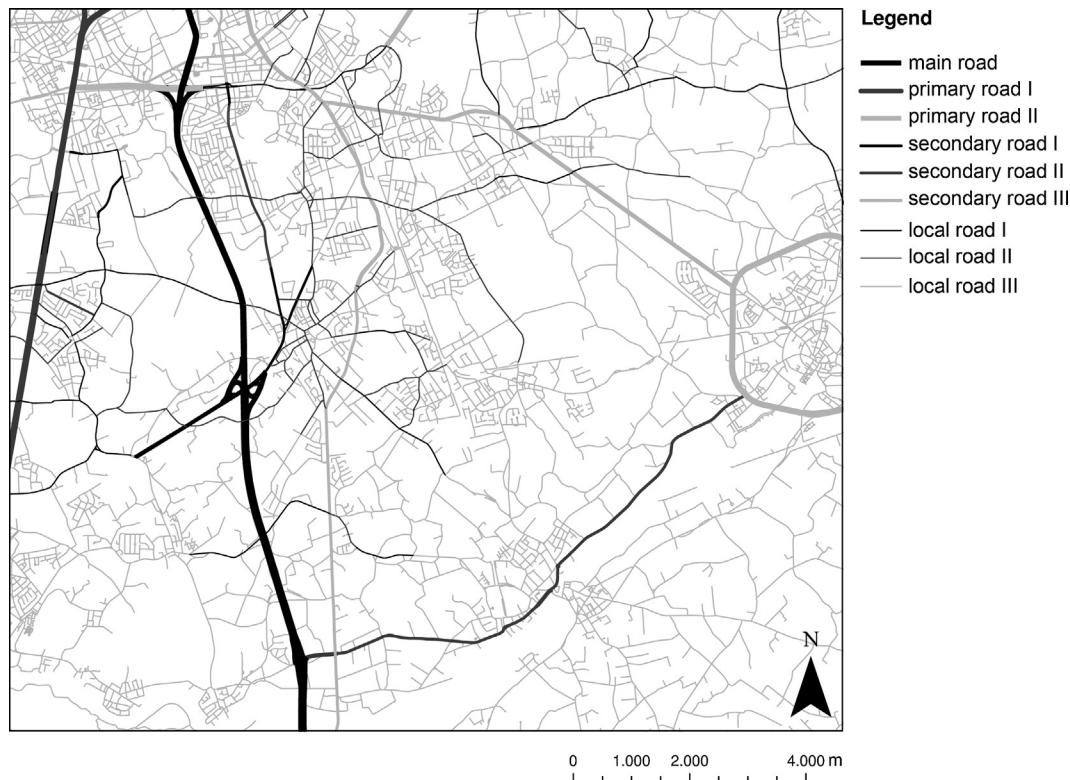 Legend
main road
primary road I
primary road II
secondary road I
secondary road II
secondary road III
local road I
local road II
local road III
N
0 1.000 2.000 4.000 m